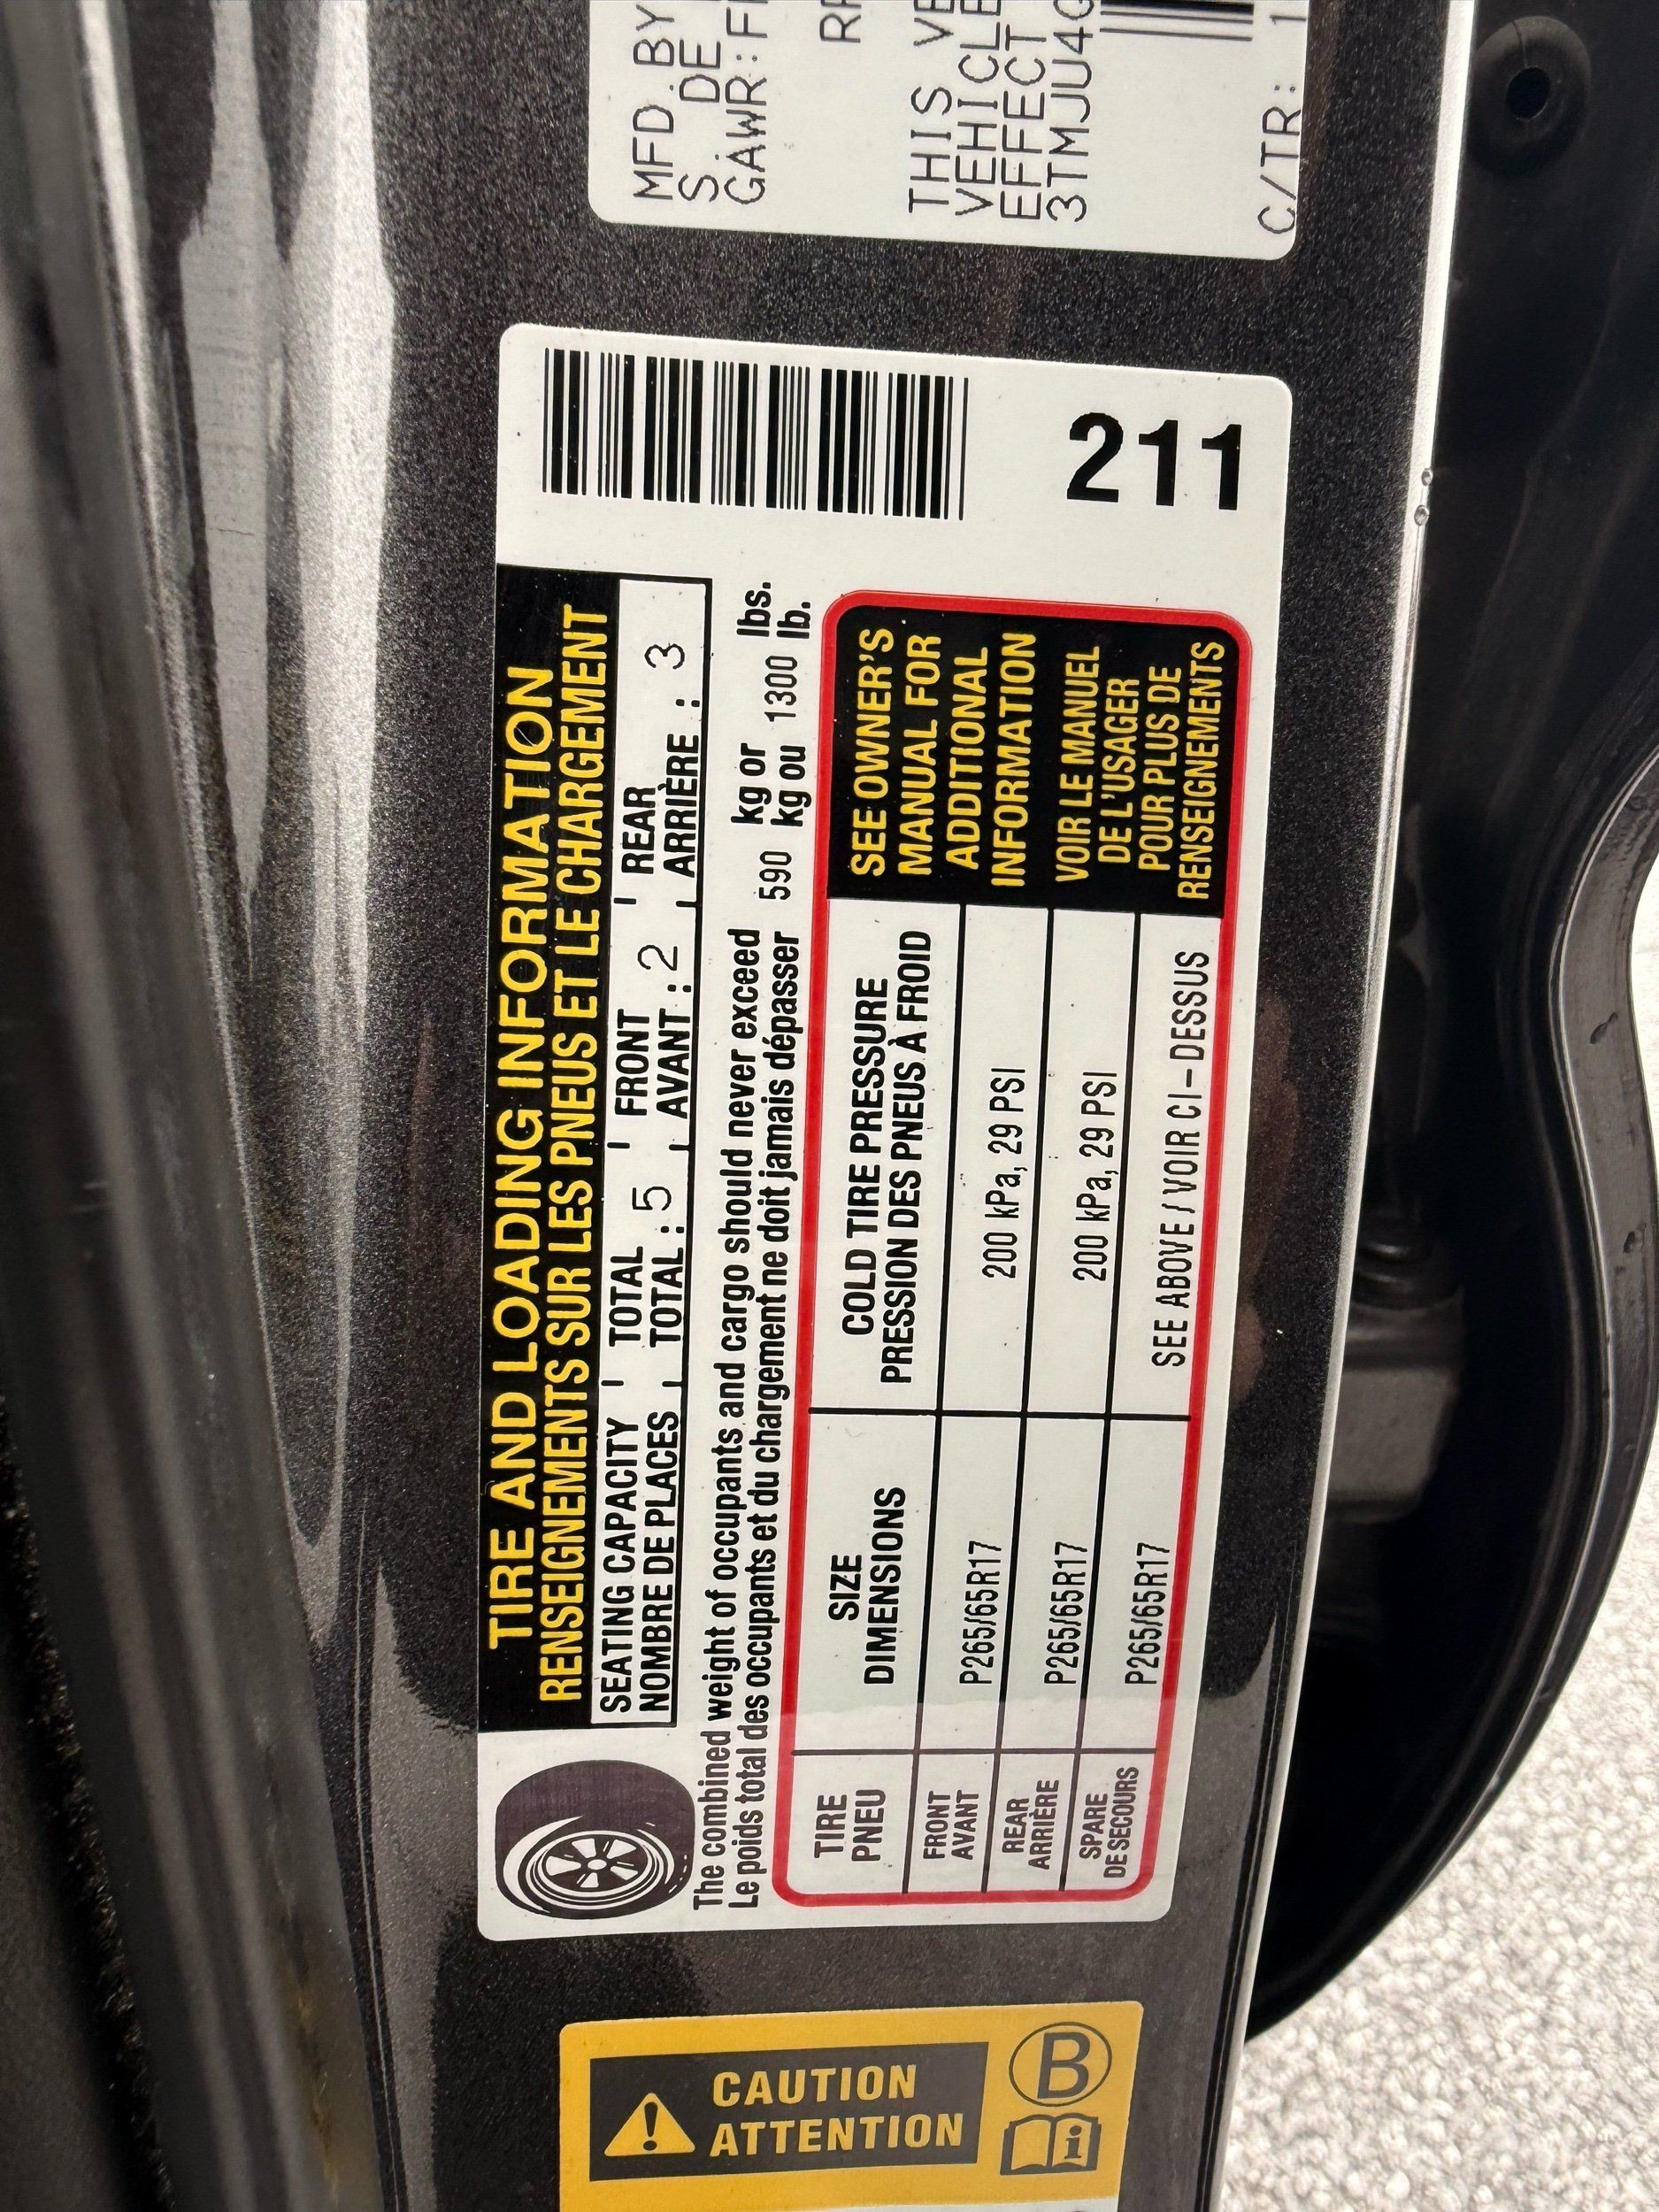 TIRE AND LOADING INFORMATION
RENSEIGNEMENTS SUR LES PNEUS ET LE CHARGEMENT
SEATING CAPACITY TOTAL FRONT REAR
NOMBRE DE PLACES TOTAL : 5 AVANT : 2 ARRIÈRE : 3
The combined weight of occupants and cargo should never exceed 590 kg or 1300 lbs.
Le poids total des occupants et du chargement ne doit jamais dépasser kg ou lb.
TIRE SIZE COLD TIRE PRESSURE
PNEU DIMENSIONS PRESSION DES PNEUS À FROID
FRONT
AVANT P265/65R17 200 kPa, 29 PSI
REAR
ARRIÈRE P265/65R17 200 kPa, 29 PSI
SPARE
DE SECOURS P265/65R17 SEE ABOVE / VOIR CI-DESSUS
SEE OWNER'S
MANUAL FOR
ADDITIONAL
INFORMATION
VOIR LE MANUEL
DE L'USAGER
POUR PLUS DE
RENSEIGNEMENTS
211
MFD.BY
S. DE
GAWR:F
THIS VE
VEHICLE
EFFECT
3TMJU4
C/TR: 1
CAUTION
ATTENTION
B
i